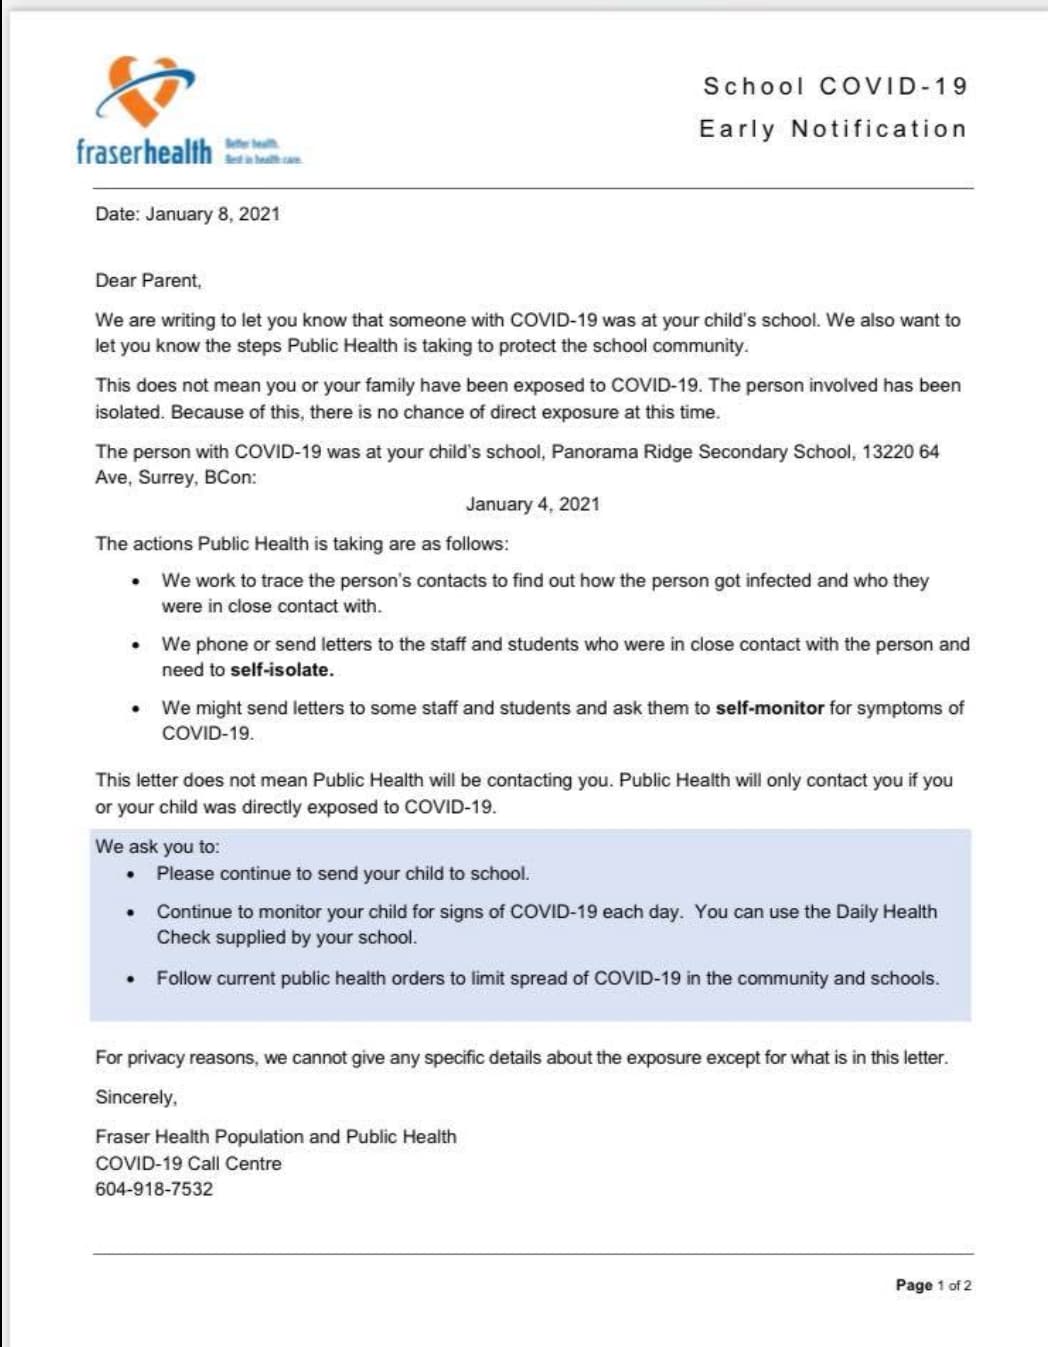 School COVID-19
Early Notification
fraserhealth
Better health.
Best in health care.
Date: January 8, 2021
Dear Parent,
We are writing to let you know that someone with COVID-19 was at your child's school. We also want to
let you know the steps Public Health is taking to protect the school community.
This does not mean you or your family have been exposed to COVID-19. The person involved has been
isolated. Because of this, there is no chance of direct exposure at this time.
The person with COVID-19 was at your child's school, Panorama Ridge Secondary School, 13220 64
Ave, Surrey, BCon:
January 4, 2021
The actions Public Health is taking are as follows:
• We work to trace the person's contacts to find out how the person got infected and who they
were in close contact with.
• We phone or send letters to the staff and students who were in close contact with the person and
need to self-isolate.
• We might send letters to some staff and students and ask them to self-monitor for symptoms of
COVID-19.
This letter does not mean Public Health will be contacting you. Public Health will only contact you if you
or your child was directly exposed to COVID-19.
We ask you to:
• Please continue to send your child to school.
• Continue to monitor your child for signs of COVID-19 each day. You can use the Daily Health
Check supplied by your school.
• Follow current public health orders to limit spread of COVID-19 in the community and schools.
For privacy reasons, we cannot give any specific details about the exposure except for what is in this letter.
Sincerely,
Fraser Health Population and Public Health
COVID-19 Call Centre
604-918-7532
Page 1 of 2